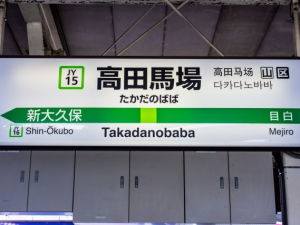 JY
15
高田馬場
たかだのばば
高田马场
다카다노바바
山 区
新大久保
目白
JY
16
Shin-Ōkubo
Takadanobaba
Mejiro